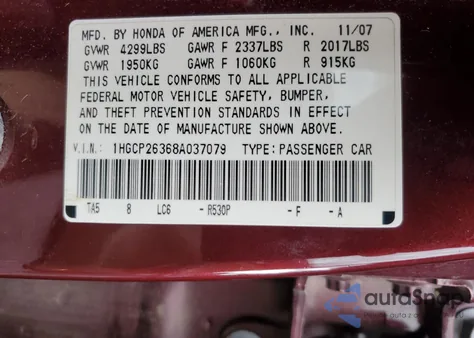 MFD. BY HONDA OF AMERICA MFG., INC. 11/07
GVWR 4299LBS GAWR F 2337LBS R 2017LBS
GVWR 1950KG GAWR F 1060KG R 915KG
THIS VEHICLE CONFORMS TO ALL APPLICABLE
FEDERAL MOTOR VEHICLE SAFETY, BUMPER,
AND THEFT PREVENTION STANDARDS IN EFFECT
ON THE DATE OF MANUFACTURE SHOWN ABOVE.
V.I.N.: 1HGCP26368A037079 TYPE: PASSENGER CAR
TA5 8 LC6 -R530P -F -A
autoSnap